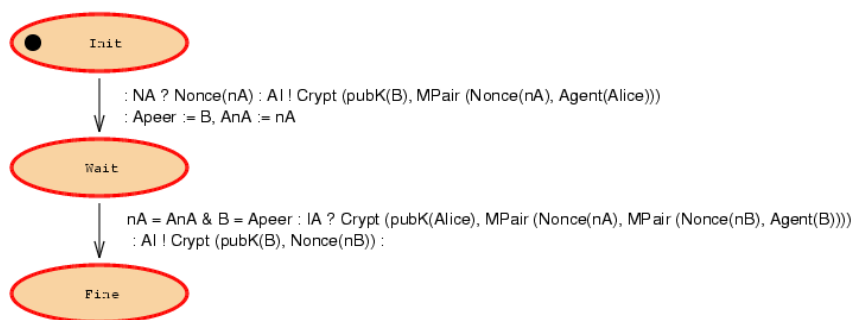 Init
: NA ? Nonce(nA) : AI ! Crypt (pubK(B), MPair (Nonce(nA), Agent(Alice)))
: Apeer := B, AnA := nA
Wait
nA = AnA & B = Apeer : IA ? Crypt (pubK(Alice), MPair (Nonce(nA), MPair (Nonce(nB), Agent(B))))
: AI ! Crypt (pubK(B), Nonce(nB)) :
Fine